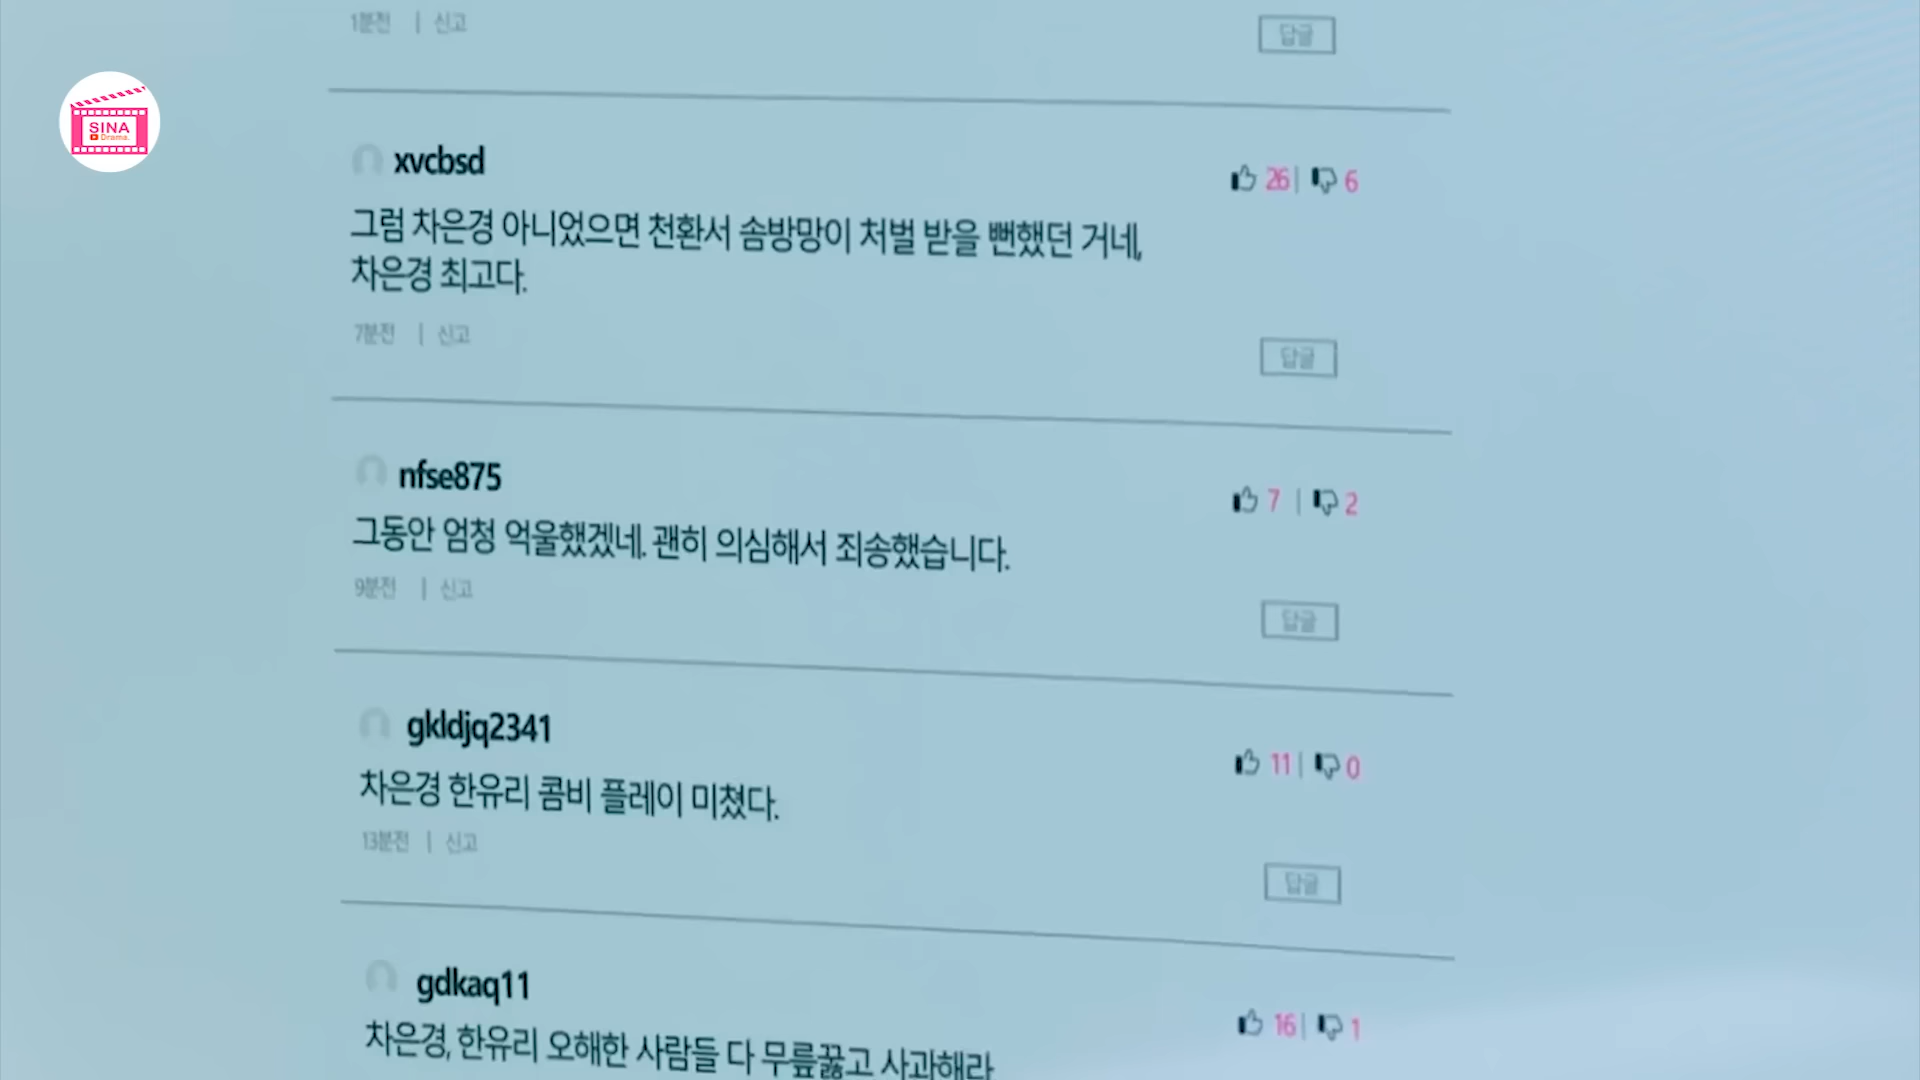 1분전 | 신고
답글
SINA
Drama.
xvcbsd
26 | 6
그럼 차은경 아니었으면 천환서 솜방망이 처벌 받을 뻔했던 거네,
차은경 최고다.
7분전 | 신고
답글
nfse875
7 | 2
그동안 엄청 억울했겠네. 괜히 의심해서 죄송했습니다.
9분전 | 신고
답글
gkldjq2341
11 | 0
차은경 한유리 콤비 플레이 미쳤다.
13분전 | 신고
답글
gdkaq11
16 | 1
차은경, 한유리 오해한 사람들 다 무릎꿇고 사과해라